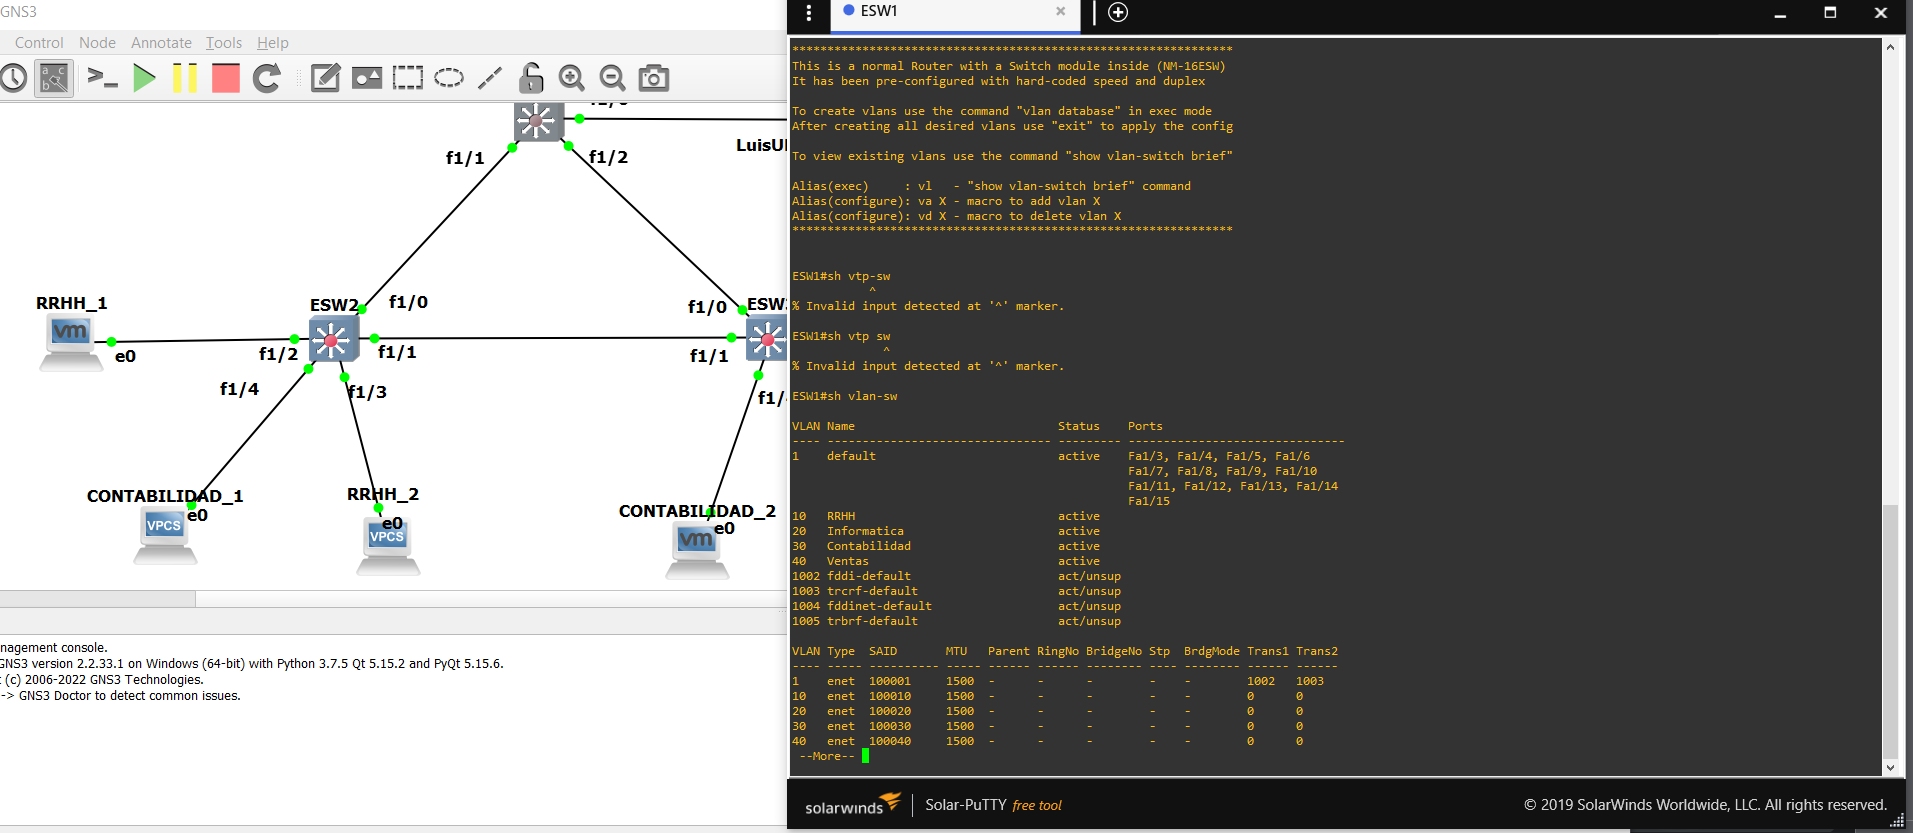 GNS3
Control Node Annotate Tools Help
f1/1
f1/2
LuisU
RRHH_1
vm
e0
ESW2
f1/0
f1/0
ESW
f1/2
f1/1
f1/1
f1/4
f1/3
f1/
CONTABILIDAD_1
e0
VPCS
RRHH_2
e0
VPCS
CONTABILIDAD_2
e0
vm
nagement console.
GNS3 version 2.2.33.1 on Windows (64-bit) with Python 3.7.5 Qt 5.15.2 and PyQt 5.15.6.
(c) 2006-2022 GNS3 Technologies.
-> GNS3 Doctor to detect common issues.
ESW1
***************************************************************
This is a normal Router with a Switch module inside (NM-16ESW)
It has been pre-configured with hard-coded speed and duplex
To create vlans use the command "vlan database" in exec mode
After creating all desired vlans use "exit" to apply the config
To view existing vlans use the command "show vlan-switch brief"
Alias(exec)     : vl   - "show vlan-switch brief" command
Alias(configure): va X - macro to add vlan X
Alias(configure): vd X - macro to delete vlan X
***************************************************************
ESW1#sh vtp-sw
^
% Invalid input detected at '^' marker.
ESW1#sh vtp sw
^
% Invalid input detected at '^' marker.
ESW1#sh vlan-sw
VLAN Name                             Status    Ports
---- -------------------------------- --------- -------------------------------
1    default                          active    Fa1/3, Fa1/4, Fa1/5, Fa1/6
Fa1/7, Fa1/8, Fa1/9, Fa1/10
Fa1/11, Fa1/12, Fa1/13, Fa1/14
Fa1/15
10   RRHH                             active
20   Informatica                      active
30   Contabilidad                     active
40   Ventas                           active
1002 fddi-default                     act/unsup
1003 trcrf-default                    act/unsup
1004 fddinet-default                  act/unsup
1005 trbrf-default                    act/unsup
VLAN Type  SAID       MTU   Parent RingNo BridgeNo Stp  BrdgMode Trans1 Trans2
---- ----- ---------- ----- ------ ------ -------- ---- -------- ------ ------
1    enet  100001     1500  -      -      -        -    -        1002   1003
10   enet  100010     1500  -      -      -        -    -        0      0
20   enet  100020     1500  -      -      -        -    -        0      0
30   enet  100030     1500  -      -      -        -    -        0      0
40   enet  100040     1500  -      -      -        -    -        0      0
--More--
solarwinds
Solar-PuTTY free tool
© 2019 SolarWinds Worldwide, LLC. All rights reserved.